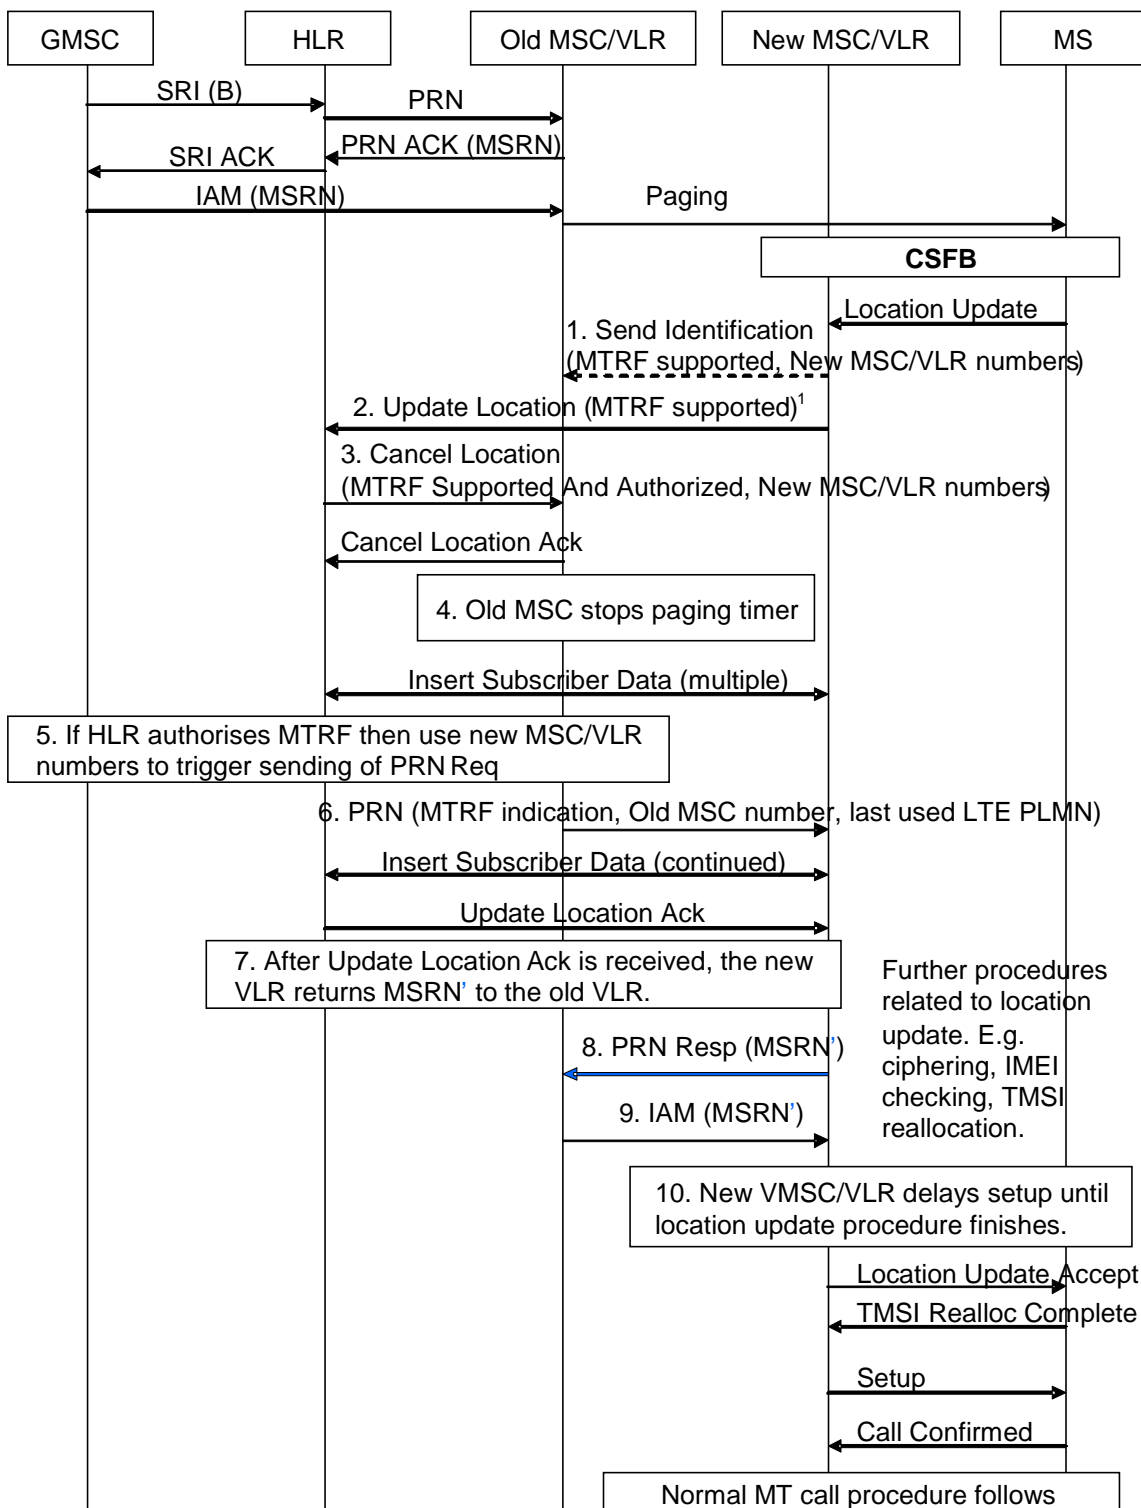 GMSC
HLR
Old MSC/VLR
New MSC/VLR
MS
SRI (B)
PRN
PRN ACK (MSRN)
SRI ACK
IAM (MSRN)
Paging
CSFB
Location Update
1. Send Identification
(MTRF supported, New MSC/VLR numbers)
2. Update Location (MTRF supported)¹
3. Cancel Location
(MTRF Supported And Authorized, New MSC/VLR numbers)
Cancel Location Ack
4. Old MSC stops paging timer
Insert Subscriber Data (multiple)
5. If HLR authorises MTRF then use new MSC/VLR
numbers to trigger sending of PRN Req
6. PRN (MTRF indication, Old MSC number, last used LTE PLMN)
Insert Subscriber Data (continued)
Update Location Ack
7. After Update Location Ack is received, the new
VLR returns MSRN’ to the old VLR.
Further procedures
related to location
update. E.g.
ciphering, IMEI
checking, TMSI
reallocation.
8. PRN Resp (MSRN’)
9. IAM (MSRN’)
10. New VMSC/VLR delays setup until
location update procedure finishes.
Location Update Accept
TMSI Realloc Complete
Setup
Call Confirmed
Normal MT call procedure follows